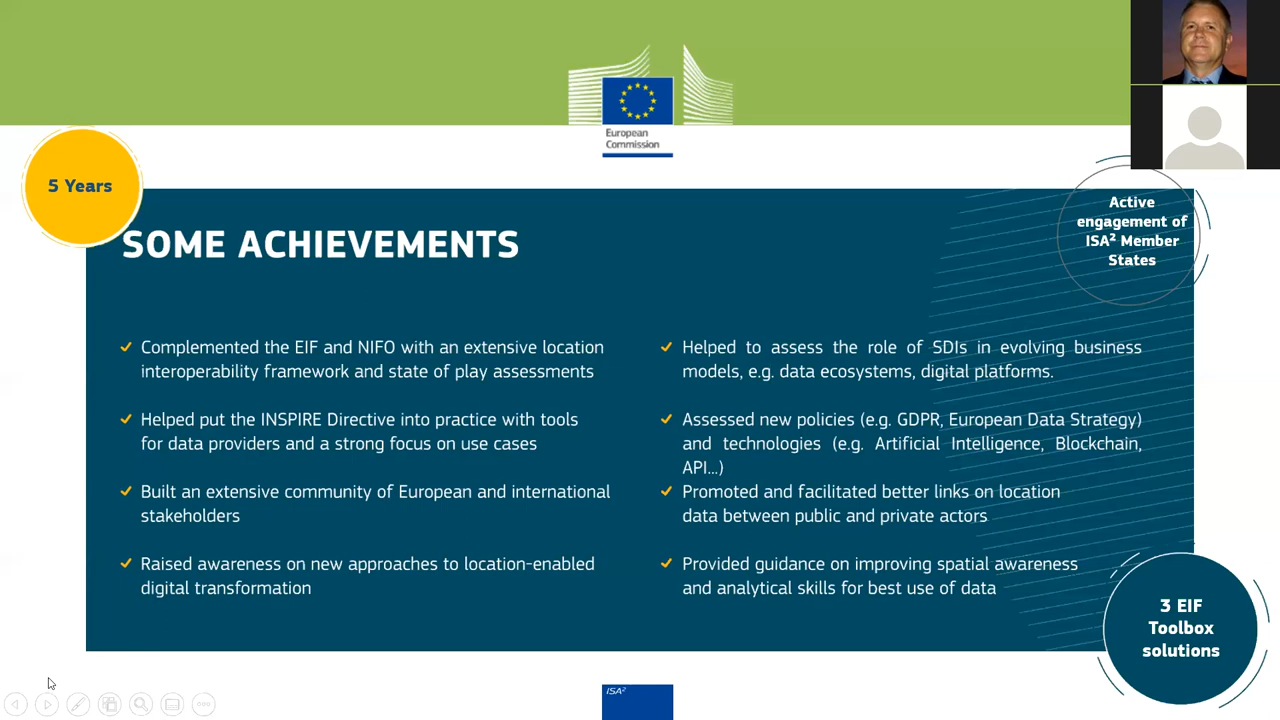 European
Commission
5 Years
Active
engagement of
ISA² Member
States
SOME ACHIEVEMENTS
Complemented the EIF and NIFO with an extensive location
interoperability framework and state of play assessments
Helped put the INSPIRE Directive into practice with tools
for data providers and a strong focus on use cases
Built an extensive community of European and international
stakeholders
Raised awareness on new approaches to location-enabled
digital transformation
Helped to assess the role of SDIs in evolving business
models, e.g. data ecosystems, digital platforms.
Assessed new policies (e.g. GDPR, European Data Strategy)
and technologies (e.g. Artificial Intelligence, Blockchain,
API...)
Promoted and facilitated better links on location
data between public and private actors
Provided guidance on improving spatial awareness
and analytical skills for best use of data
3 EIF
Toolbox
solutions
ISA²